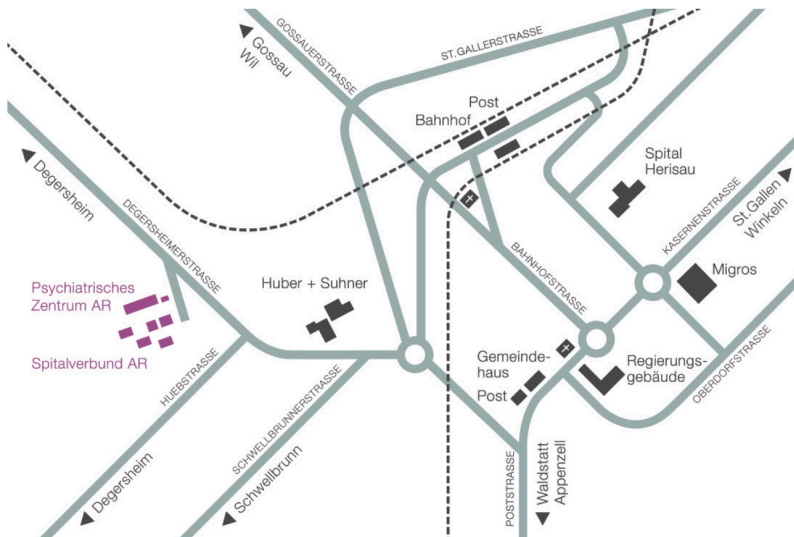 Gossau
Wil
GOSSAUERSTRASSE
ST.GALLERSTRASSE
Post
Bahnhof
Spital
Herisau
Degersheim
DEGERSHEIMERSTRASSE
KASERNENSTRASSE
St.Gallen
Winkeln
BAHNHOFSTRASSE
Migros
Psychiatrisches
Zentrum AR
Huber + Suhner
Spitalverbund AR
Gemeinde-
haus
Post
Regierungs-
gebäude
OBERDORFSTRASSE
HUEBSTRASSE
SCHWELLBRUNNERSTRASSE
Degersheim
Schwellbrunn
POSTSTRASSE
Waldstatt
Appenzell